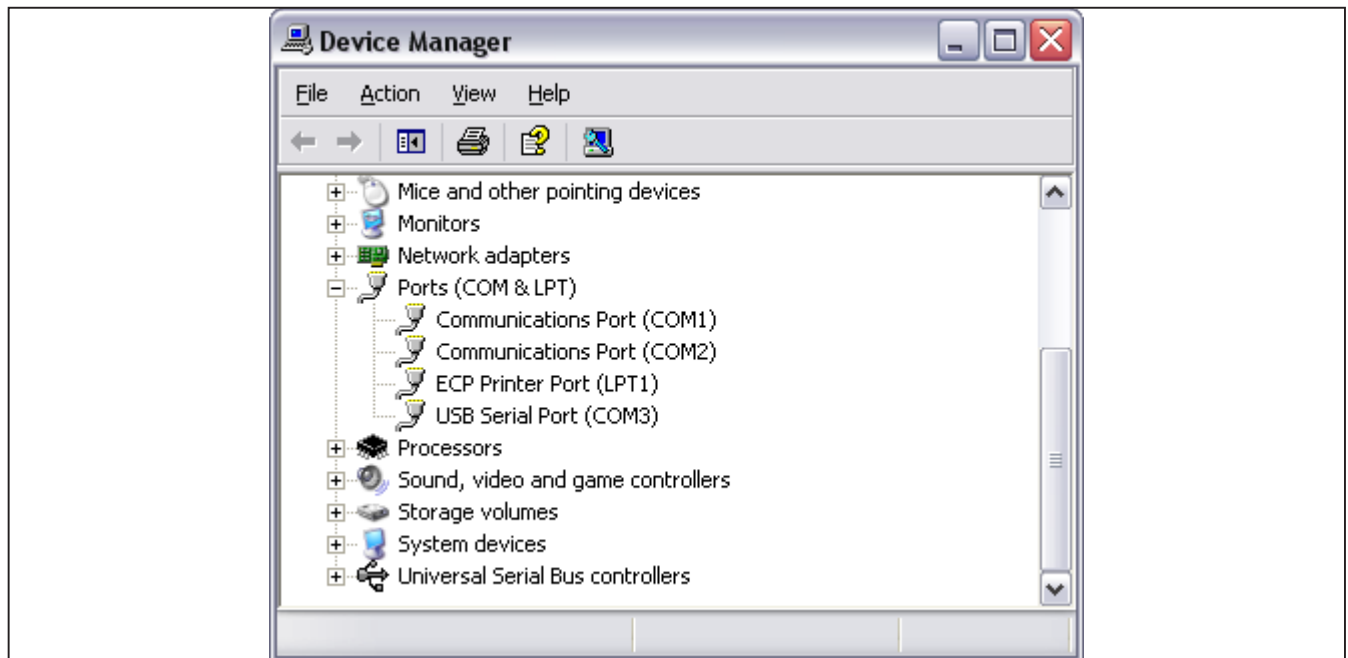 Device Manager
File Action View Help
Mice and other pointing devices
Monitors
Network adapters
Ports (COM & LPT)
Communications Port (COM1)
Communications Port (COM2)
ECP Printer Port (LPT1)
USB Serial Port (COM3)
Processors
Sound, video and game controllers
Storage volumes
System devices
Universal Serial Bus controllers